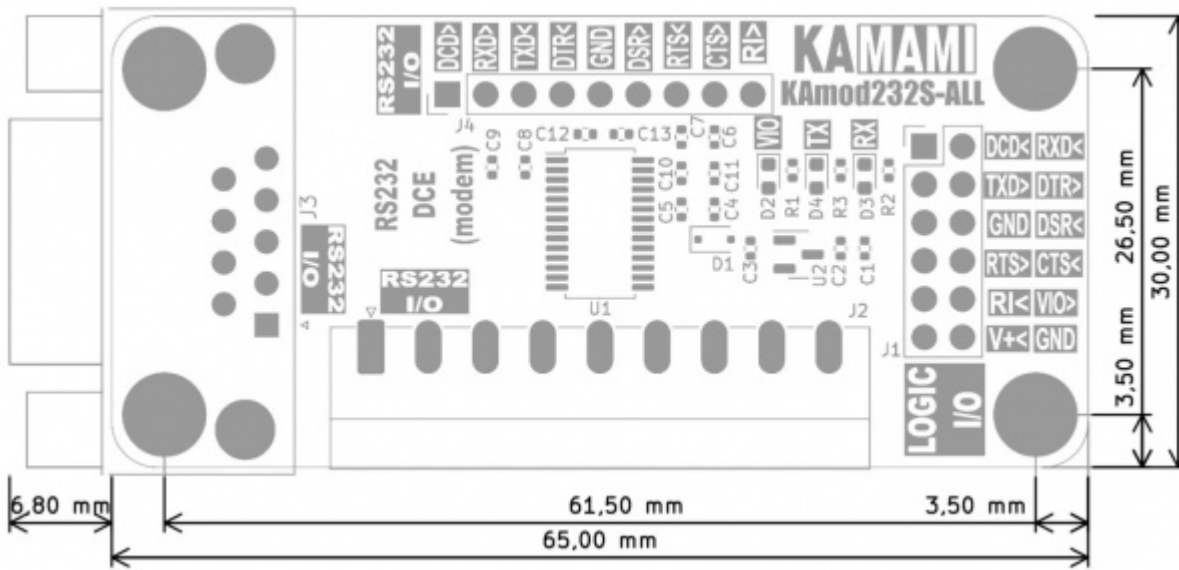 RS232 I/O
DCD>
RXD>
TXD<
DTR<
GND
DSR>
RTS<
CTS>
RI>
KAMAMI
KAmod232S-ALL
J4
C9
C8
C12
C13
C7
C6
VIO
TX
RX
DCD< RXD<
TXD> DTR>
GND DSR<
RTS> CTS<
RI< VIO>
V+< GND
RS232
DCE
(modem)
C10
C11
C5
C4
D2
R1
D4
R3
D3
R2
J3
RS232
I/O
D1
C3
U2
C2
C1
RS232
I/O
U1
J2
J1
LOGIC
I/O
26,50 mm
30,00 mm
3,50 mm
6,80 mm
61,50 mm
3,50 mm
65,00 mm